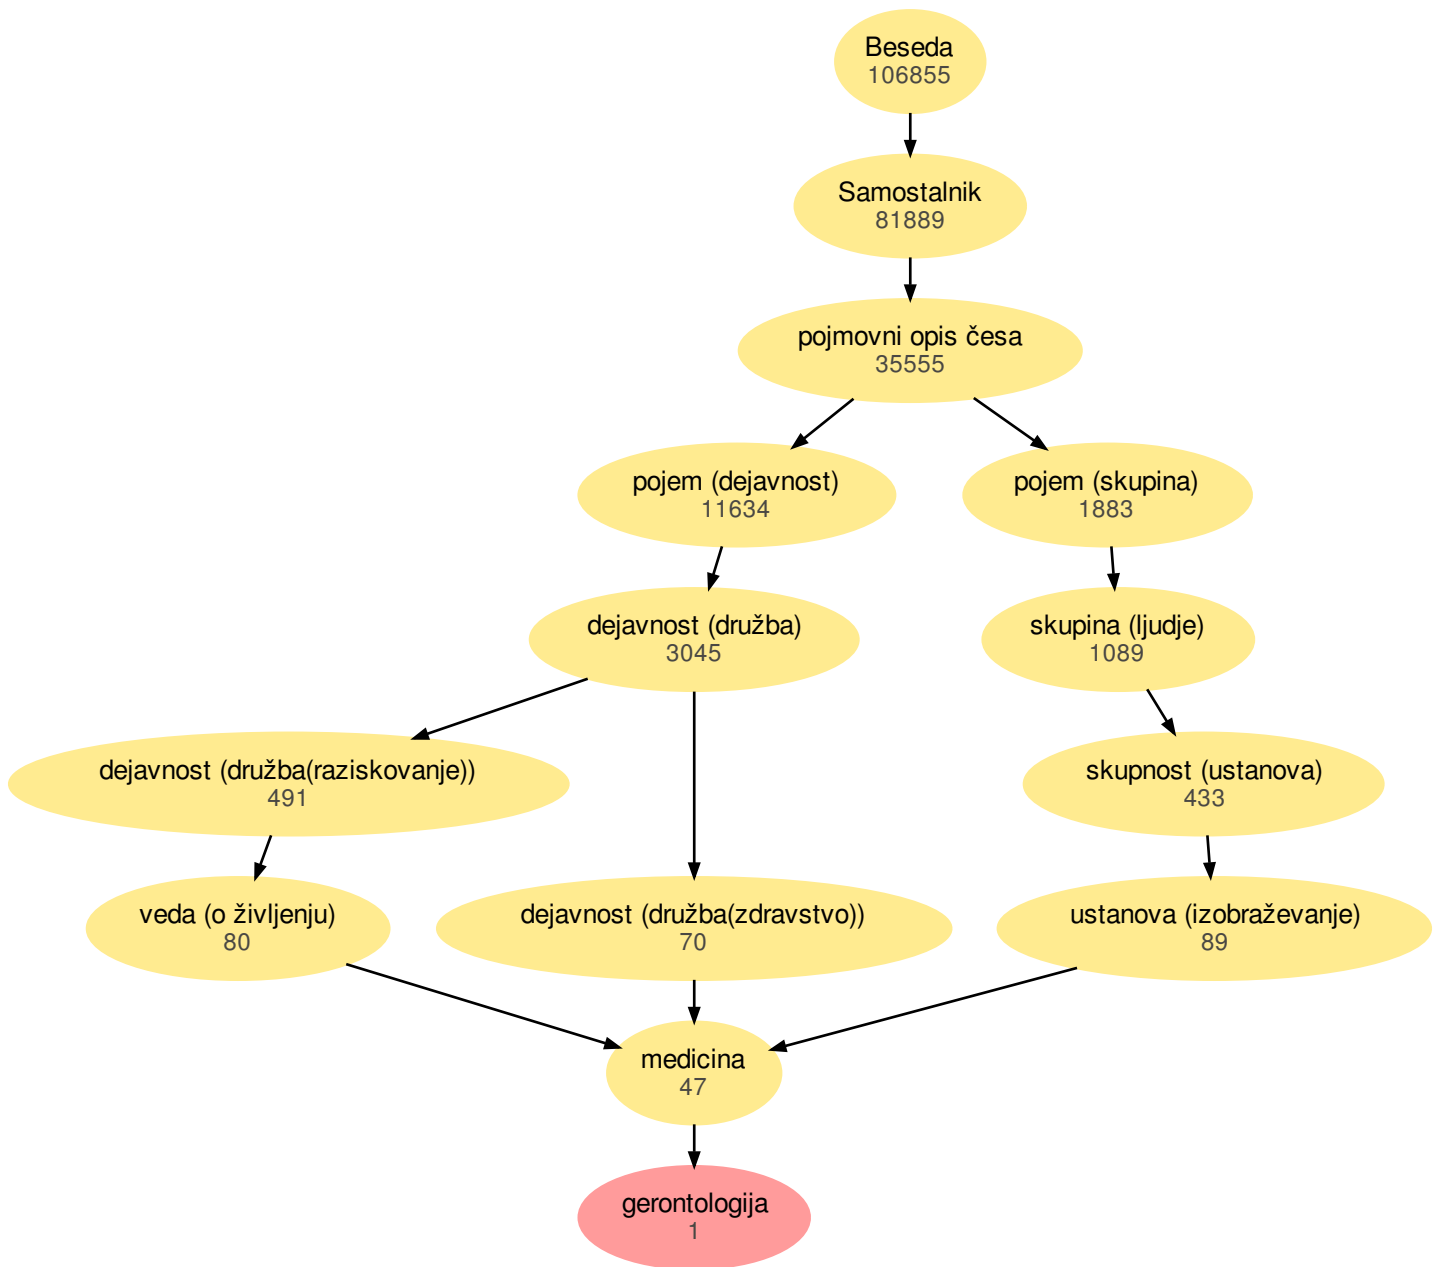 Beseda
106855
Samostalnik
81889
pojmovni opis česa
35555
pojem (dejavnost)
11634
pojem (skupina)
1883
dejavnost (družba)
3045
skupina (ljudje)
1089
dejavnost (družba(raziskovanje))
491
skupnost (ustanova)
433
veda (o življenju)
80
dejavnost (družba(zdravstvo))
70
ustanova (izobraževanje)
89
medicina
47
gerontologija
1